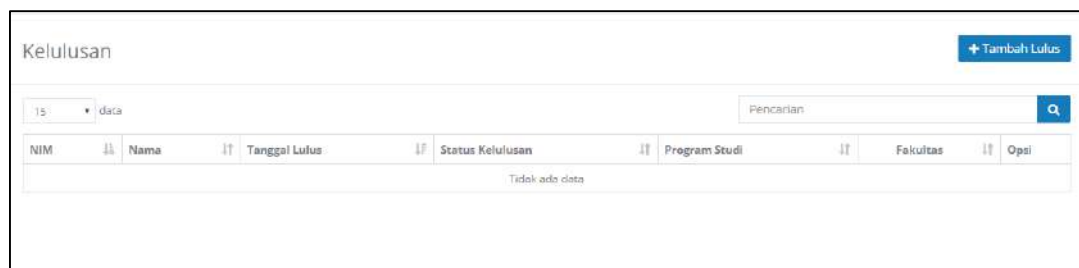 Kelulusan
+ Tambah Lulus
15 data
Pencarian
NIM Nama Tanggal Lulus Status Kelulusan Program Studi Fakultas Opsi
Tidak ada data